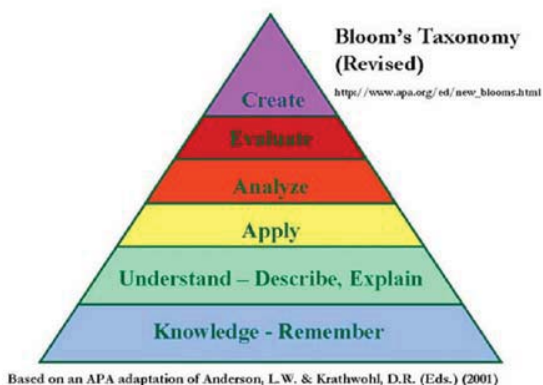 Bloom's Taxonomy
(Revised)
http://www.apa.org/ed/new_blooms.html
Create
Evaluate
Analyze
Apply
Understand – Describe, Explain
Knowledge - Remember
Based on an APA adaptation of Anderson, L.W. & Krathwohl, D.R. (Eds.) (2001)